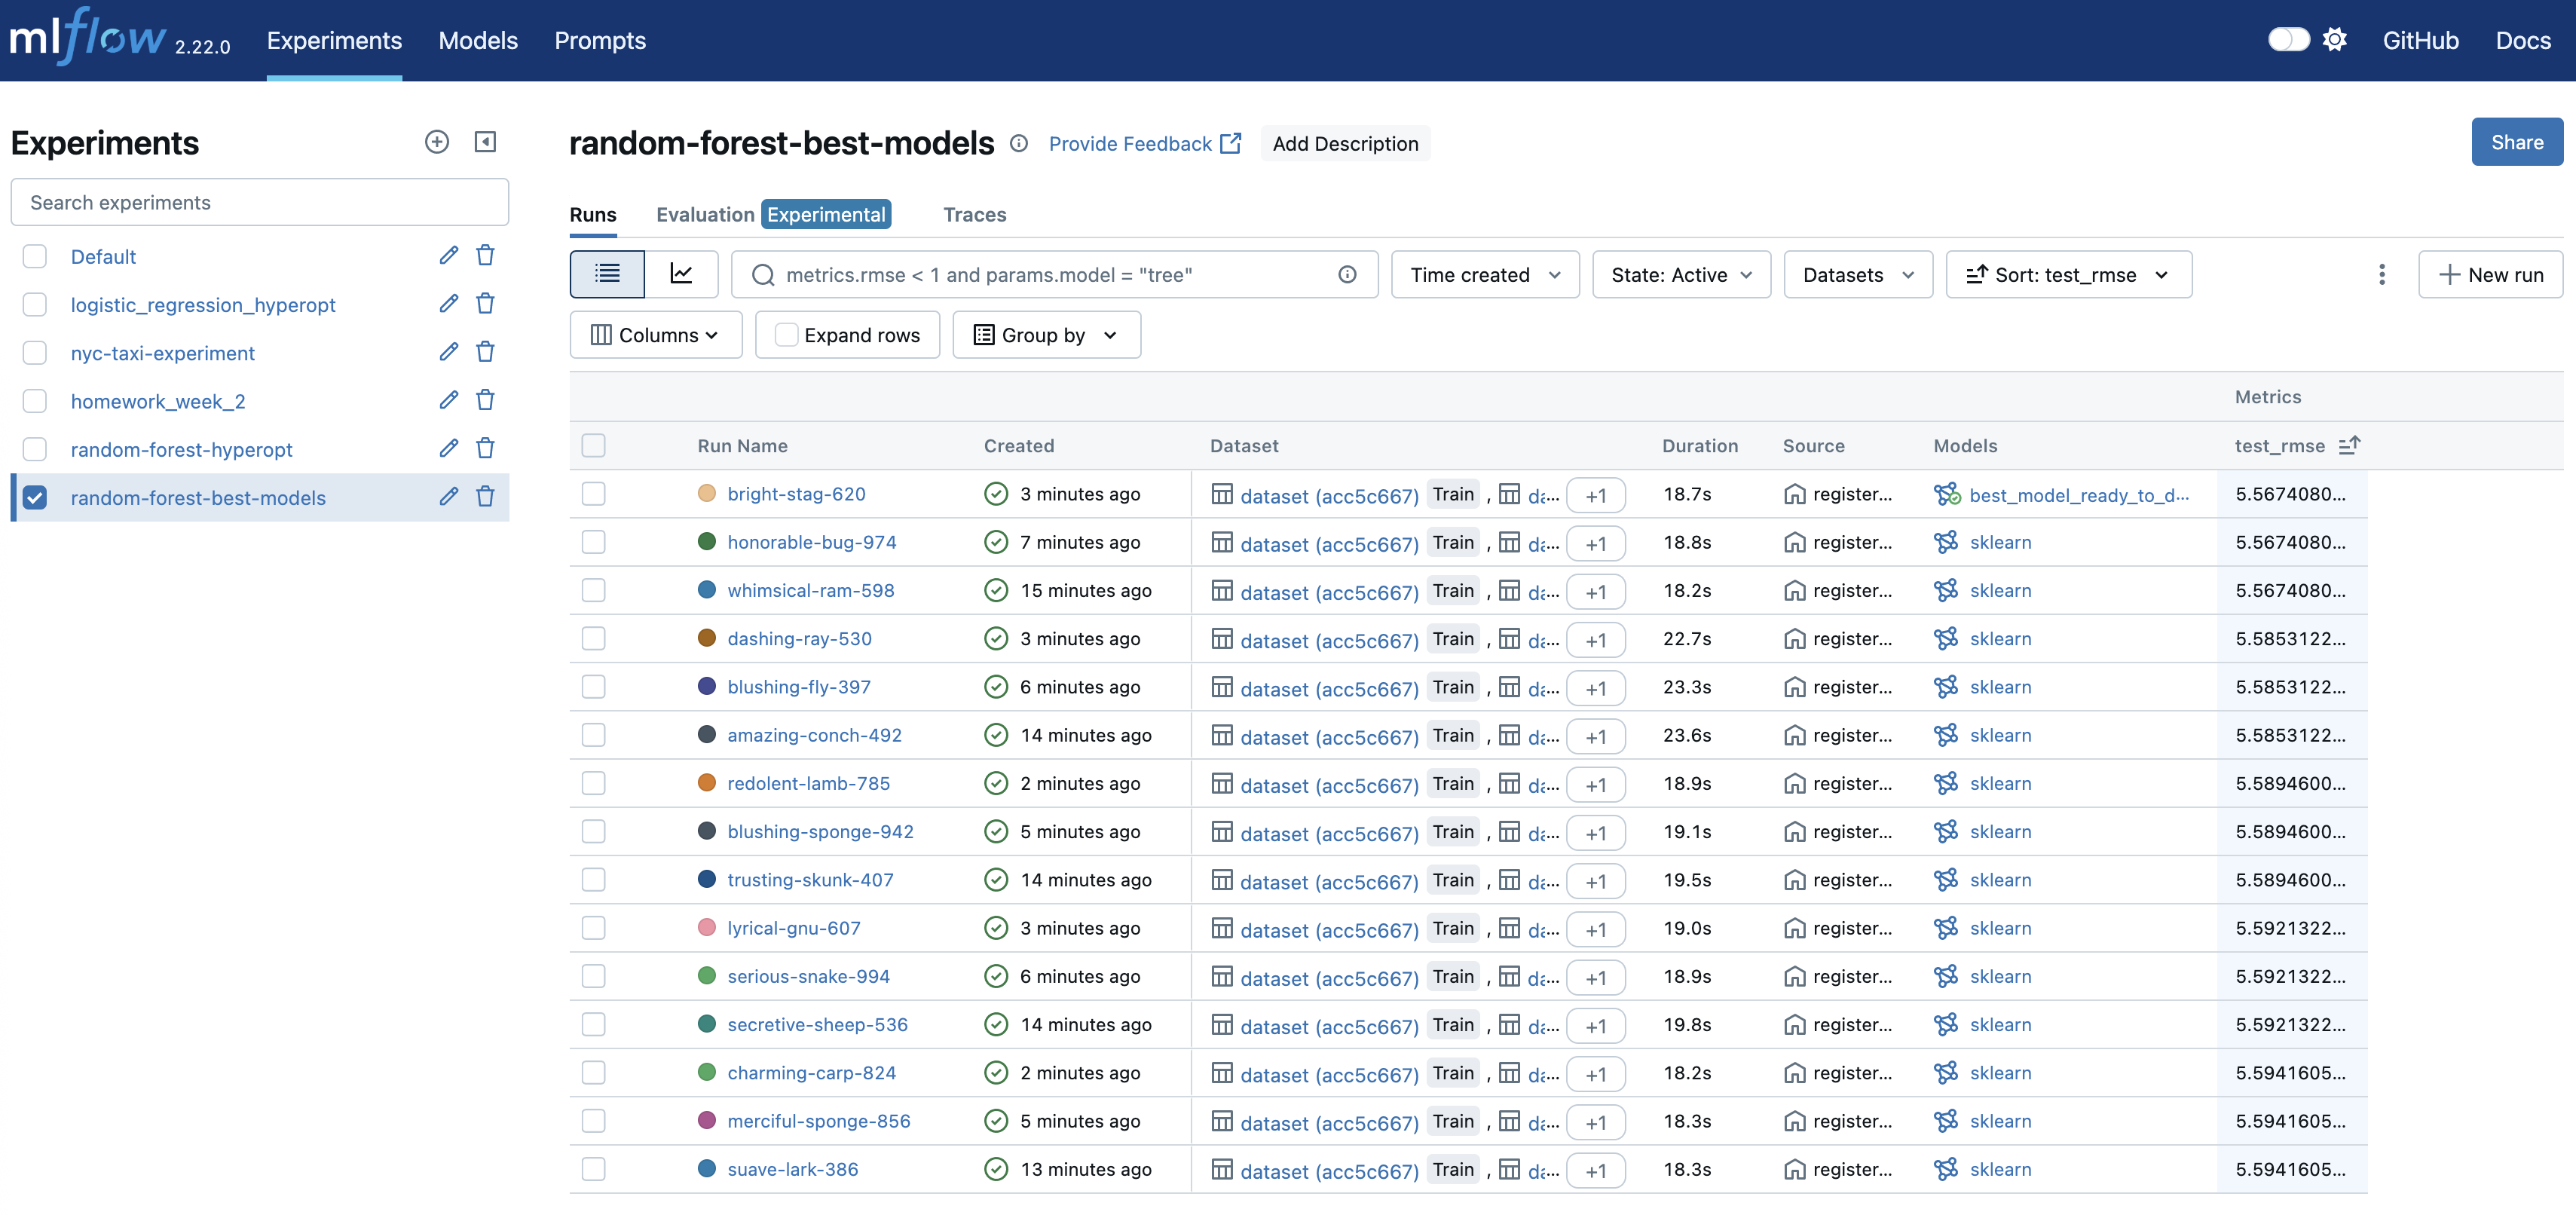 mlflow 2.22.0 Experiments Models Prompts GitHub Docs
Experiments
Search experiments
Default
logistic_regression_hyperopt
nyc-taxi-experiment
homework_week_2
random-forest-hyperopt
random-forest-best-models
random-forest-best-models Provide Feedback Add Description Share
Runs Evaluation Experimental Traces
metrics.rmse < 1 and params.model = "tree" Time created State: Active Datasets Sort: test_rmse New run
Columns Expand rows Group by
Metrics
Run Name Created Dataset Duration Source Models test_rmse
bright-stag-620 3 minutes ago dataset (acc5c667) Train , da... +1 18.7s register... best_model_ready_to_d... 5.5674080...
honorable-bug-974 7 minutes ago dataset (acc5c667) Train , da... +1 18.8s register... sklearn 5.5674080...
whimsical-ram-598 15 minutes ago dataset (acc5c667) Train , da... +1 18.2s register... sklearn 5.5674080...
dashing-ray-530 3 minutes ago dataset (acc5c667) Train , da... +1 22.7s register... sklearn 5.5853122...
blushing-fly-397 6 minutes ago dataset (acc5c667) Train , da... +1 23.3s register... sklearn 5.5853122...
amazing-conch-492 14 minutes ago dataset (acc5c667) Train , da... +1 23.6s register... sklearn 5.5853122...
redolent-lamb-785 2 minutes ago dataset (acc5c667) Train , da... +1 18.9s register... sklearn 5.5894600...
blushing-sponge-942 5 minutes ago dataset (acc5c667) Train , da... +1 19.1s register... sklearn 5.5894600...
trusting-skunk-407 14 minutes ago dataset (acc5c667) Train , da... +1 19.5s register... sklearn 5.5894600...
lyrical-gnu-607 3 minutes ago dataset (acc5c667) Train , da... +1 19.0s register... sklearn 5.5921322...
serious-snake-994 6 minutes ago dataset (acc5c667) Train , da... +1 18.9s register... sklearn 5.5921322...
secretive-sheep-536 14 minutes ago dataset (acc5c667) Train , da... +1 19.8s register... sklearn 5.5921322...
charming-carp-824 2 minutes ago dataset (acc5c667) Train , da... +1 18.2s register... sklearn 5.5941605...
merciful-sponge-856 5 minutes ago dataset (acc5c667) Train , da... +1 18.3s register... sklearn 5.5941605...
suave-lark-386 13 minutes ago dataset (acc5c667) Train , da... +1 18.3s register... sklearn 5.5941605...